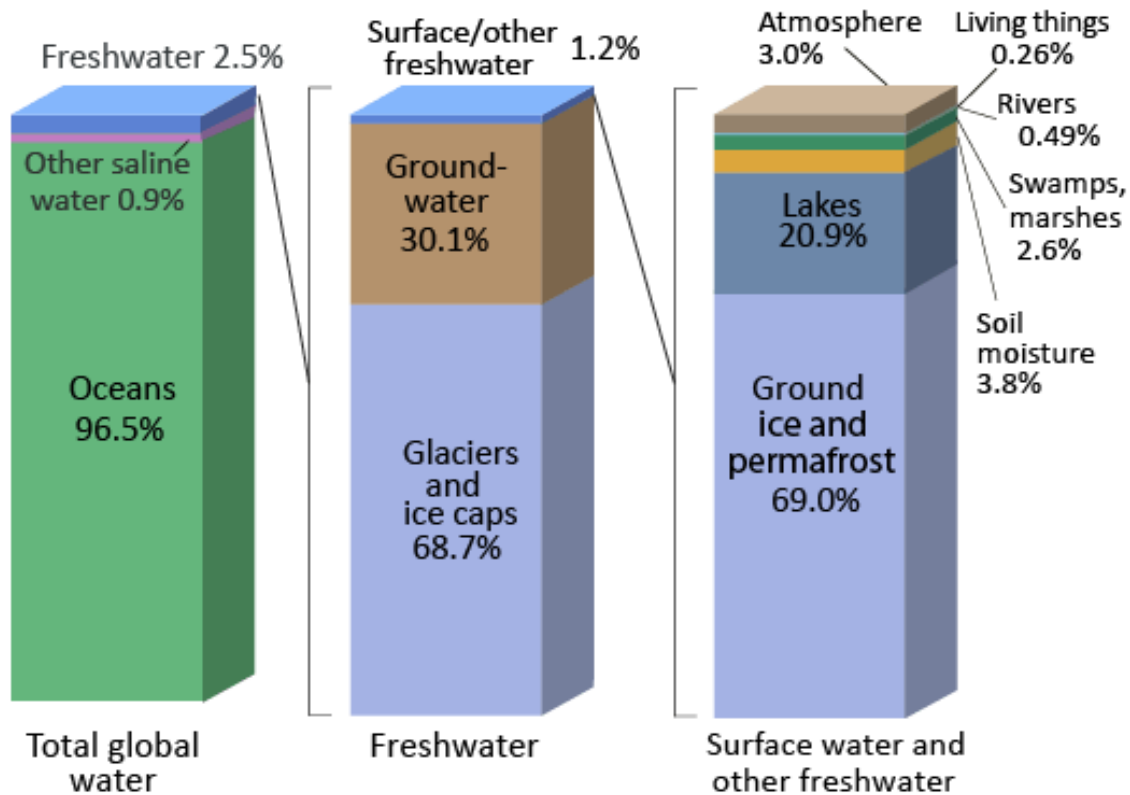 Freshwater 2.5%
Other saline
water 0.9%
Oceans
96.5%
Total global
water
Surface/other
freshwater
1.2%
Ground-
water
30.1%
Glaciers
and
ice caps
68.7%
Freshwater
Atmosphere
3.0%
Living things
0.26%
Rivers
0.49%
Swamps,
marshes
2.6%
Soil
moisture
3.8%
Lakes
20.9%
Ground
ice and
permafrost
69.0%
Surface water and
other freshwater